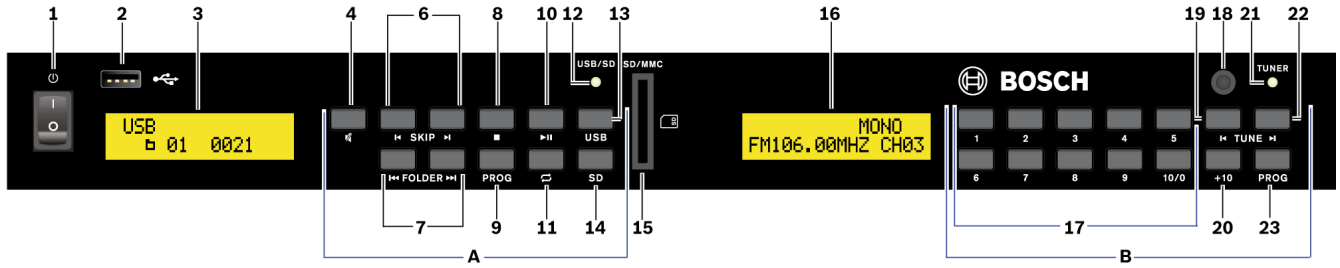 1 2 3 4 6 8 10 12 13 16 19 18 21 22
USB/SD SD/MMC TUNER
BOSCH
USB
01 0021
MONO
FM106.00MHZ CH03
SKIP USB
1 2 3 4 5 TUNE
FOLDER PROG SD
6 7 8 9 10/0 +10 PROG
7 9 11 14 15 17 20 23
A B